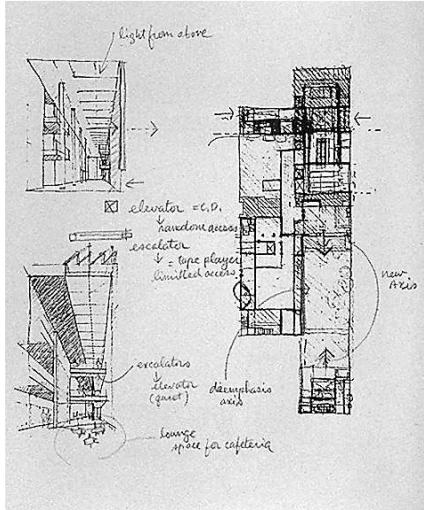 light from above
elevator = C.D.
random access
escalator
= tape player
limited access
new
Axis
escalators
elevator
(quiet)
deemphasis
axis
lounge
space for cafeteria